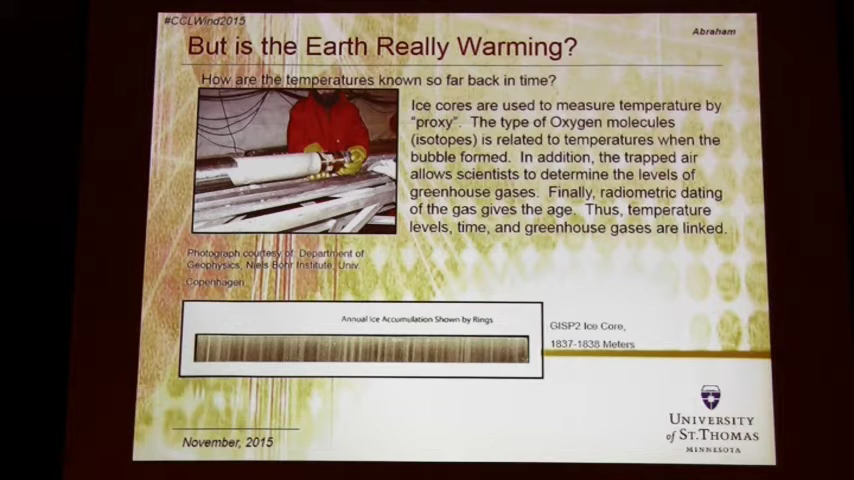 #CCLWind2015
Abraham
But is the Earth Really Warming?
How are the temperatures known so far back in time?
Ice cores are used to measure temperature by
“proxy”. The type of Oxygen molecules
(isotopes) is related to temperatures when the
bubble formed. In addition, the trapped air
allows scientists to determine the levels of
greenhouse gases. Finally, radiometric dating
of the gas gives the age. Thus, temperature
levels, time, and greenhouse gases are linked.
Photograph courtesy of: Department of
Geophysics, Niels Bohr Institute, Univ.
Copenhagen
Annual Ice Accumulation Shown by Rings
GISP2 Ice Core,
1837-1838 Meters
November, 2015
UNIVERSITY
of ST.THOMAS
MINNESOTA